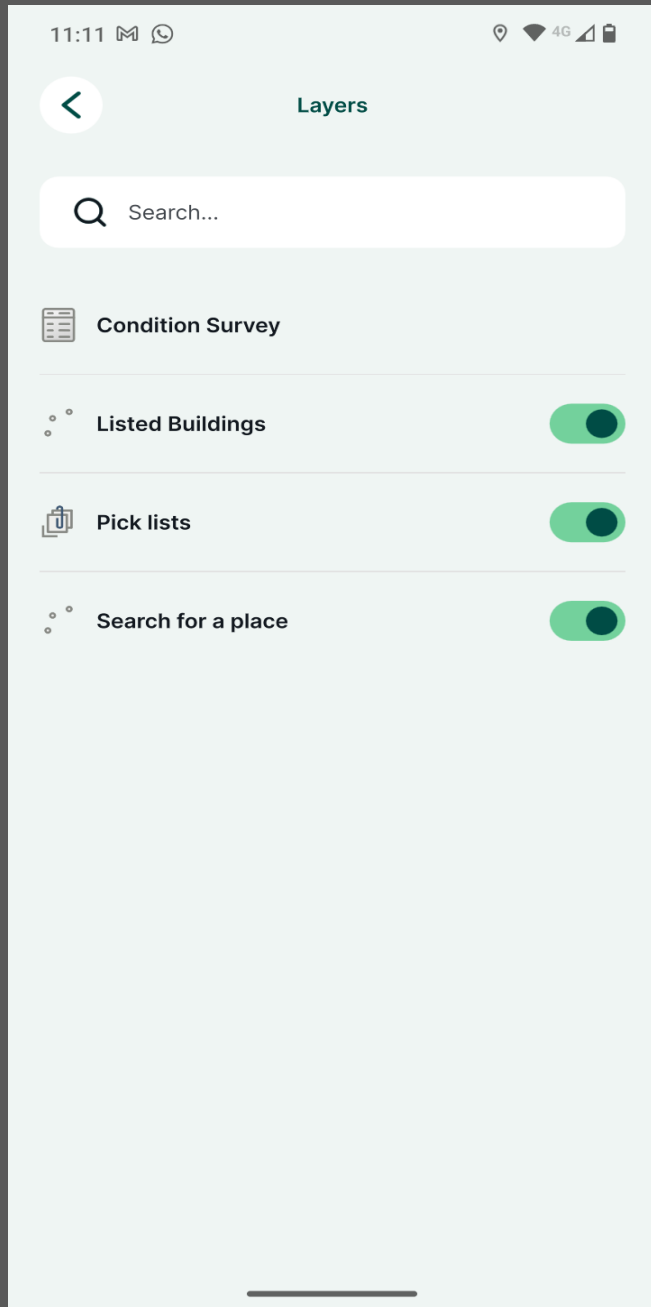 11:11 4G
Layers
Search...
Condition Survey
Listed Buildings
Pick lists
Search for a place